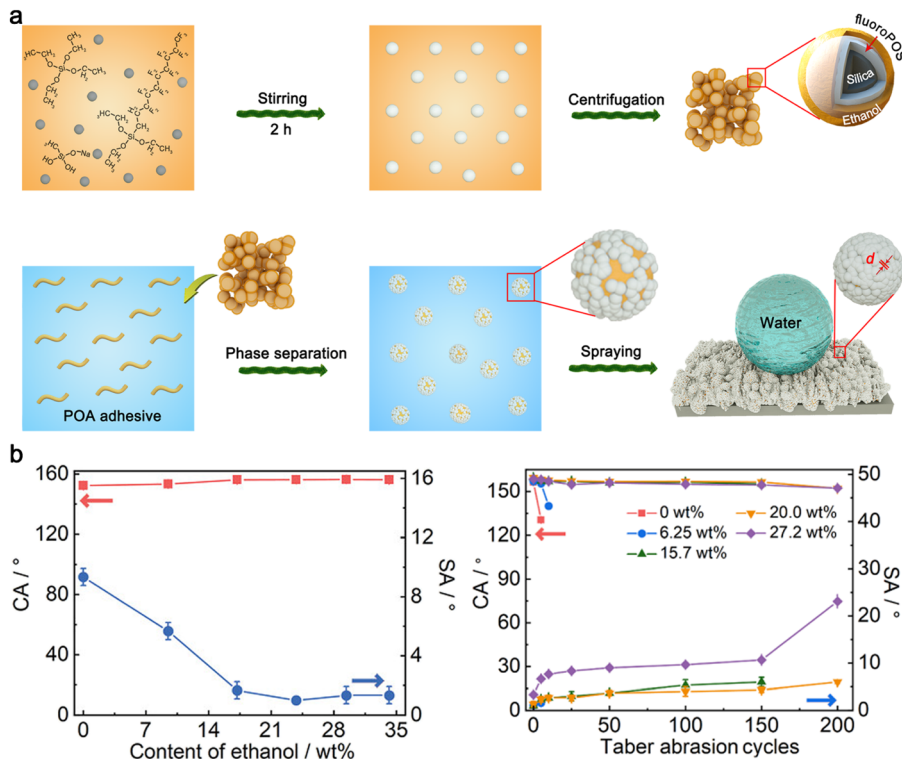 a
fluoroPOS
Stirring
2 h
Centrifugation
Silica
Ethanol
d
Water
Phase separation
Spraying
POA adhesive
b
160
120
80
40
0
CA / °
16
12
8
4
0
SA / °
0 7 14 21 28 35
Content of ethanol / wt%
150
120
90
60
30
0
CA / °
0 wt% 20.0 wt%
6.25 wt% 27.2 wt%
15.7 wt%
50
40
30
20
10
0
SA / °
0 50 100 150 200
Taber abrasion cycles